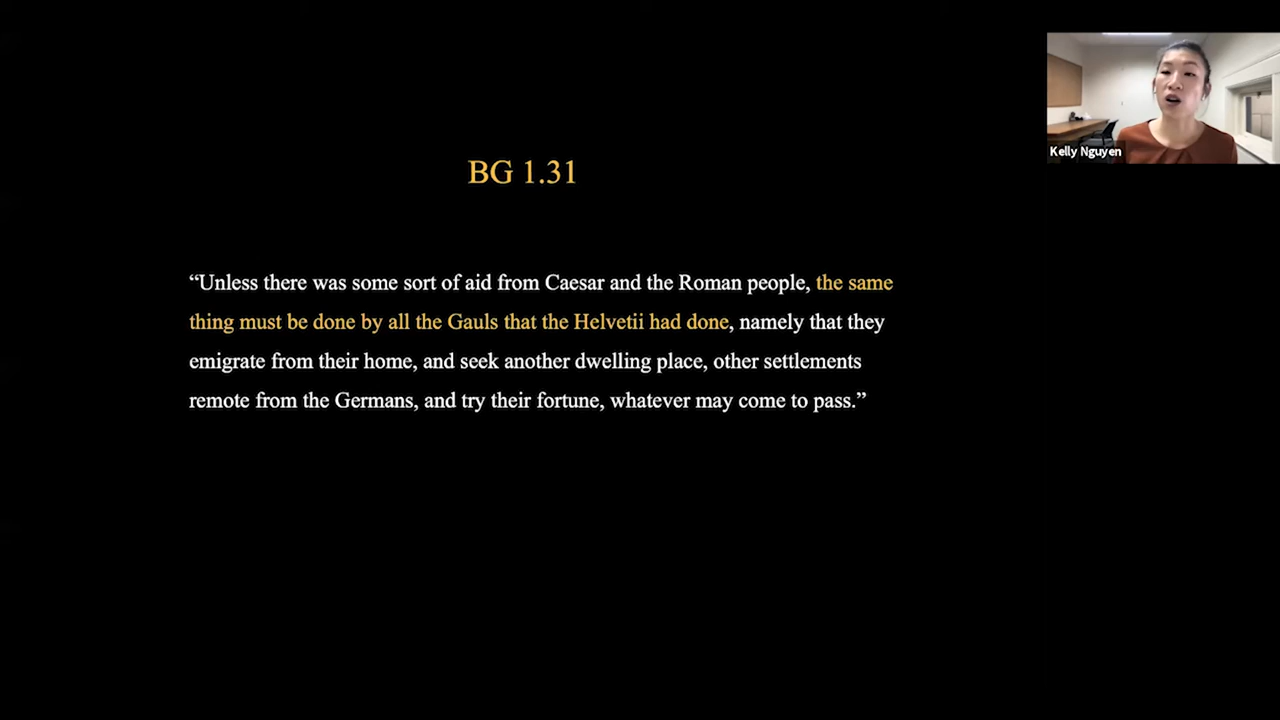 BG 1.31
“Unless there was some sort of aid from Caesar and the Roman people, the same
thing must be done by all the Gauls that the Helvetii had done, namely that they
emigrate from their home, and seek another dwelling place, other settlements
remote from the Germans, and try their fortune, whatever may come to pass.”
Kelly Nguyen